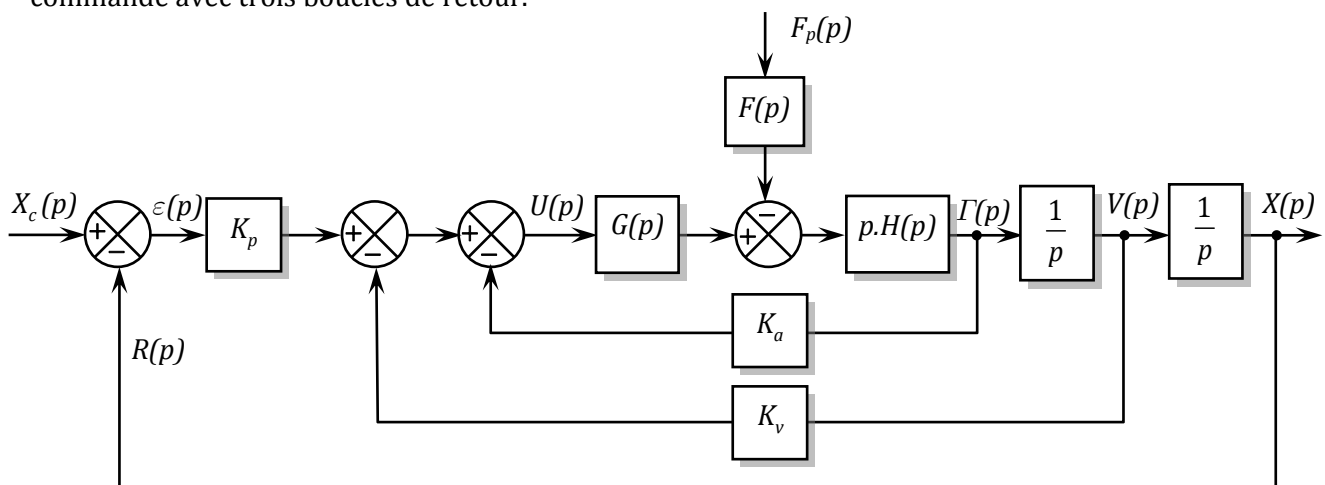 commande avec trois boucles de retour.
F_p(p)
F(p)
X_c(p) + − ε(p) K_p + − + − U(p) G(p) + − p.H(p) Γ(p) 1/p V(p) 1/p X(p)
K_a
R(p)
K_v